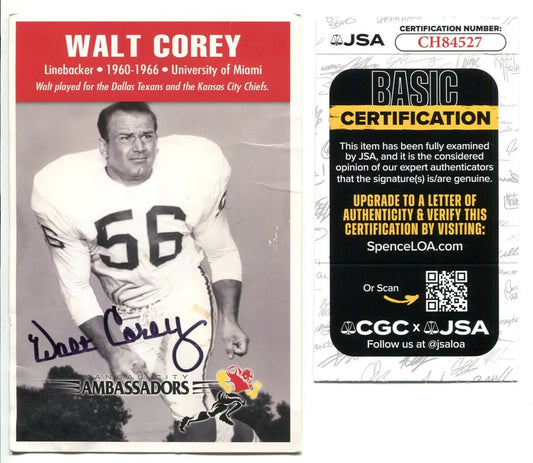 WALT COREY
Linebacker • 1960-1966 • University of Miami
Walt played for the Dallas Texans and the Kansas City Chiefs.
56
Walt Corey
KANSAS CITY
AMBASSADORS
JSA
CERTIFICATION NUMBER:
CH84527
BASIC
CERTIFICATION
This item has been fully examined
by JSA, and it is the considered
opinion of our expert authenticators
that the signature(s) is/are genuine.
UPGRADE TO A LETTER OF
AUTHENTICITY & VERIFY THIS
CERTIFICATION BY VISITING:
SpenceLOA.com
Or Scan
CGC x JSA
Follow us at @jsaloa